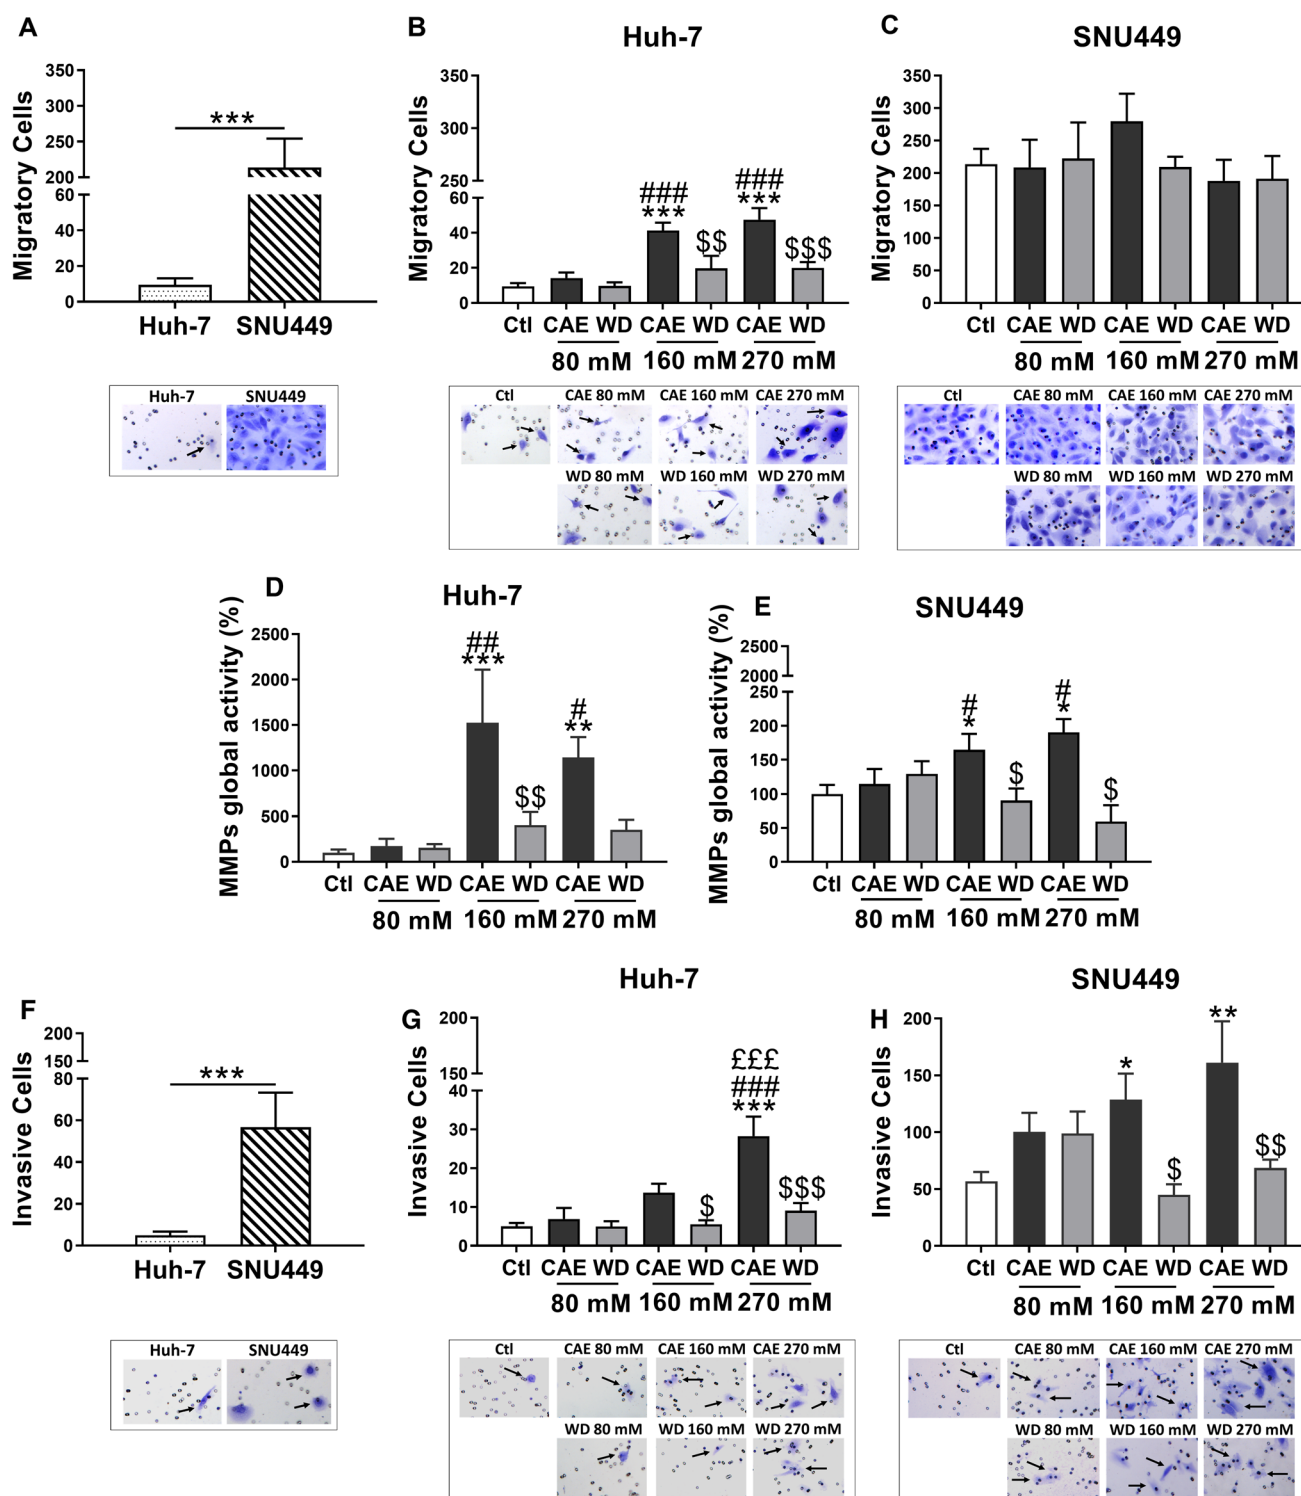 A
Migratory Cells
350
300
250
200
60
40
20
0
***
Huh-7 SNU449
Huh-7 SNU449
B
Huh-7
Migratory Cells
350
300
250
60
40
20
0
### ###
*** $$ *** $$$
Ctl CAE WD CAE WD CAE WD
80 mM 160 mM 270 mM
Ctl CAE 80 mM CAE 160 mM CAE 270 mM
WD 80 mM WD 160 mM WD 270 mM
C
SNU449
Migratory Cells
350
300
250
200
150
100
50
0
Ctl CAE WD CAE WD CAE WD
80 mM 160 mM 270 mM
Ctl CAE 80 mM CAE 160 mM CAE 270 mM
WD 80 mM WD 160 mM WD 270 mM
D
Huh-7
MMPs global activity (%)
2500
2000
1500
1000
500
0
## #
*** $$ **
Ctl CAE WD CAE WD CAE WD
80 mM 160 mM 270 mM
E
SNU449
MMPs global activity (%)
2500
2000
250
200
150
100
50
0
# #
* $ * $
Ctl CAE WD CAE WD CAE WD
80 mM 160 mM 270 mM
F
Invasive Cells
200
150
80
60
40
20
0
***
Huh-7 SNU449
Huh-7 SNU449
G
Huh-7
Invasive Cells
200
150
40
30
20
10
0
£££
###
$ *** $$$
Ctl CAE WD CAE WD CAE WD
80 mM 160 mM 270 mM
Ctl CAE 80 mM CAE 160 mM CAE 270 mM
WD 80 mM WD 160 mM WD 270 mM
H
SNU449
Invasive Cells
200
150
100
50
0
* $ ** $$
Ctl CAE WD CAE WD CAE WD
80 mM 160 mM 270 mM
Ctl CAE 80 mM CAE 160 mM CAE 270 mM
WD 80 mM WD 160 mM WD 270 mM